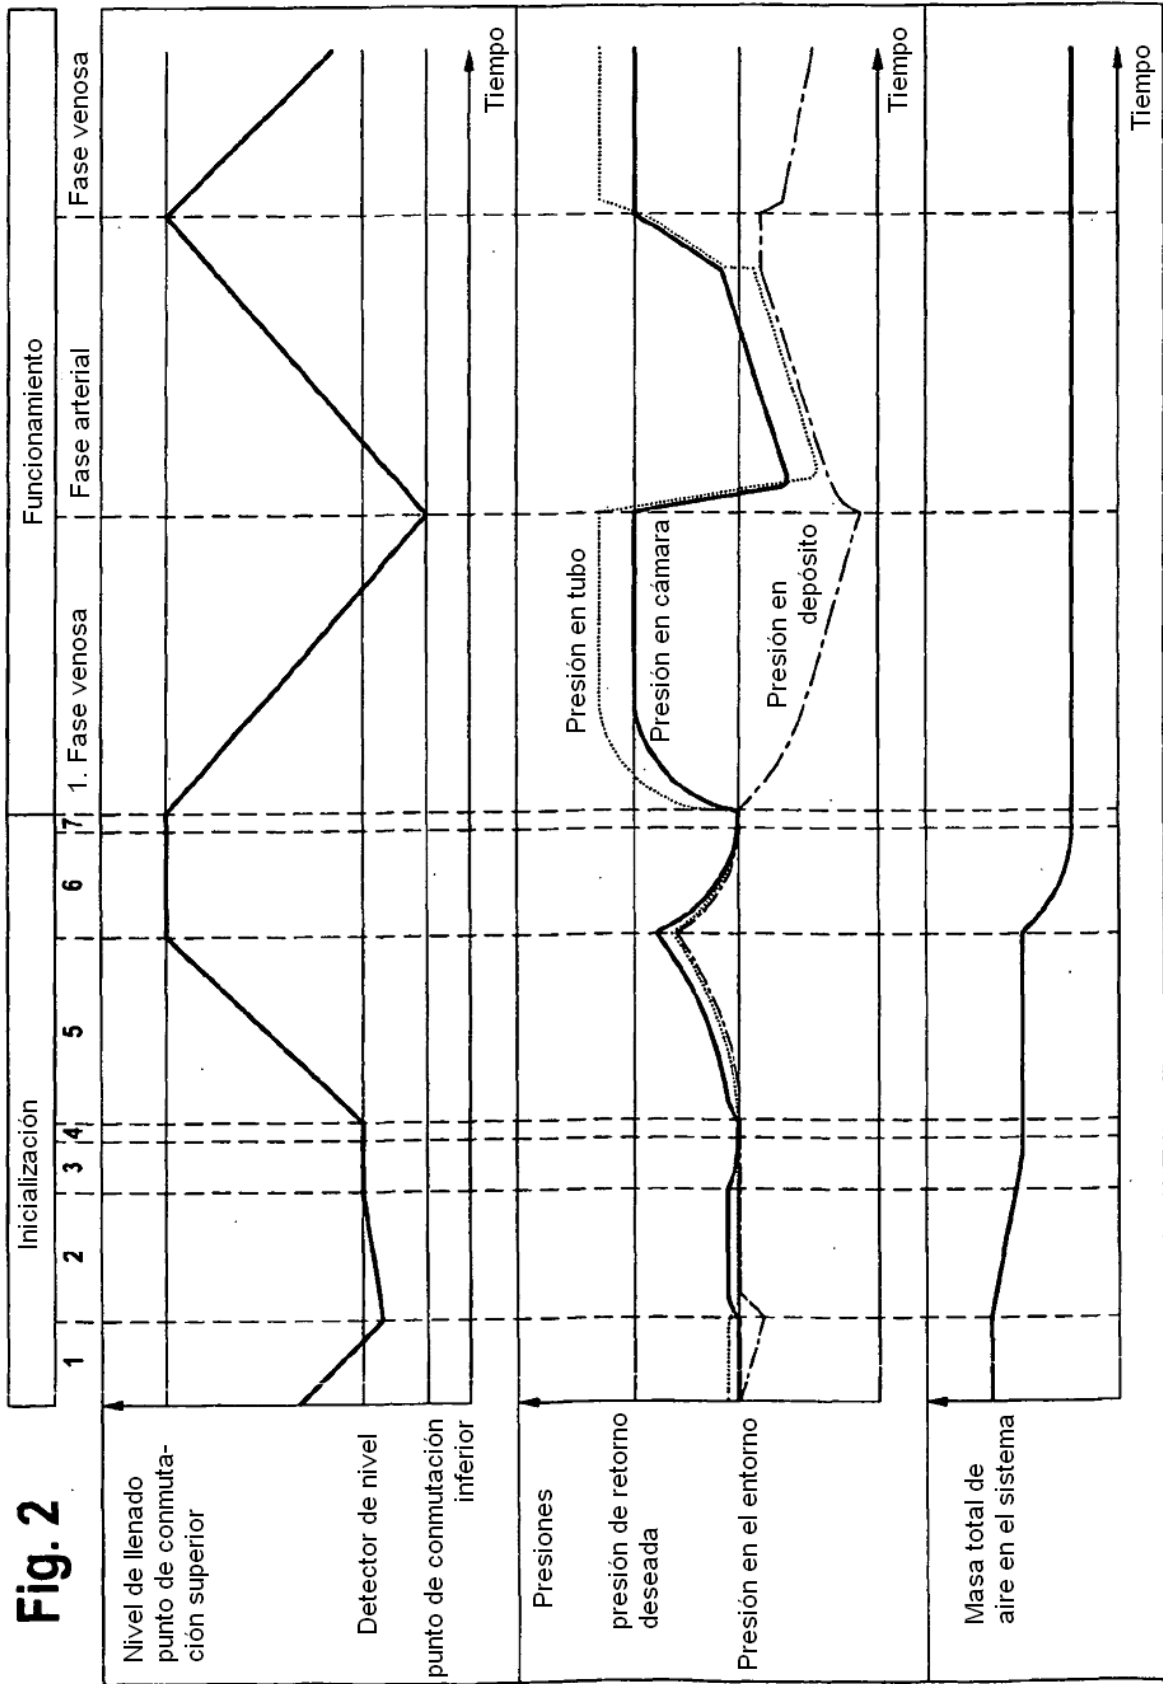 Fig. 2
Inicialización
Funcionamiento
1
2
3
4
5
6
7
1. Fase venosa
Fase arterial
Fase venosa
Nivel de llenado
punto de conmuta-
ción superior
Detector de nivel
punto de conmutación
inferior
Tiempo
Presiones
presión de retorno
deseada
Presión en el entorno
Presión en tubo
Presión en cámara
Presión en
depósito
Tiempo
Masa total de
aire en el sistema
Tiempo